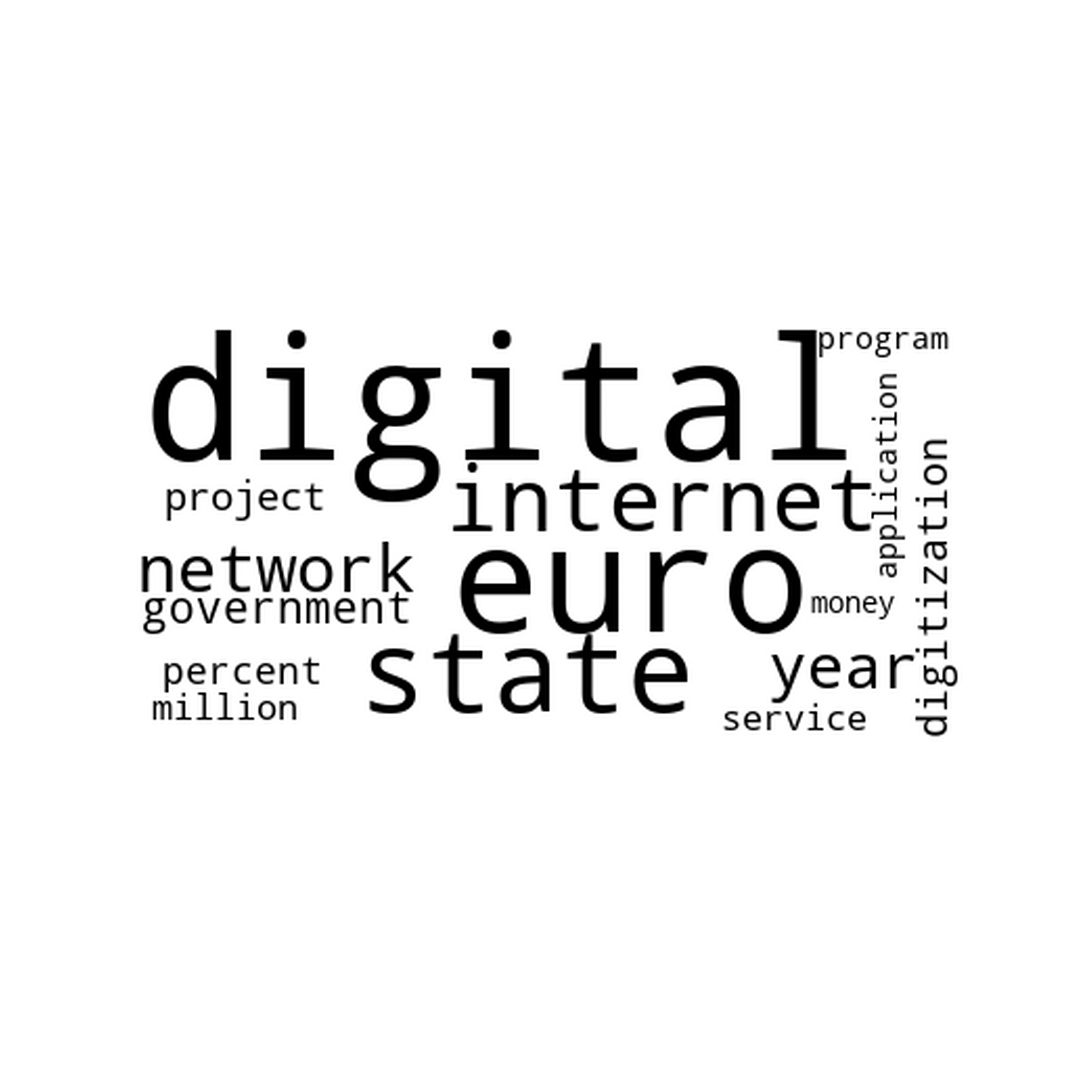 digital
program
application
project
internet
digitization
network
euro
government
money
state
percent
year
million
service